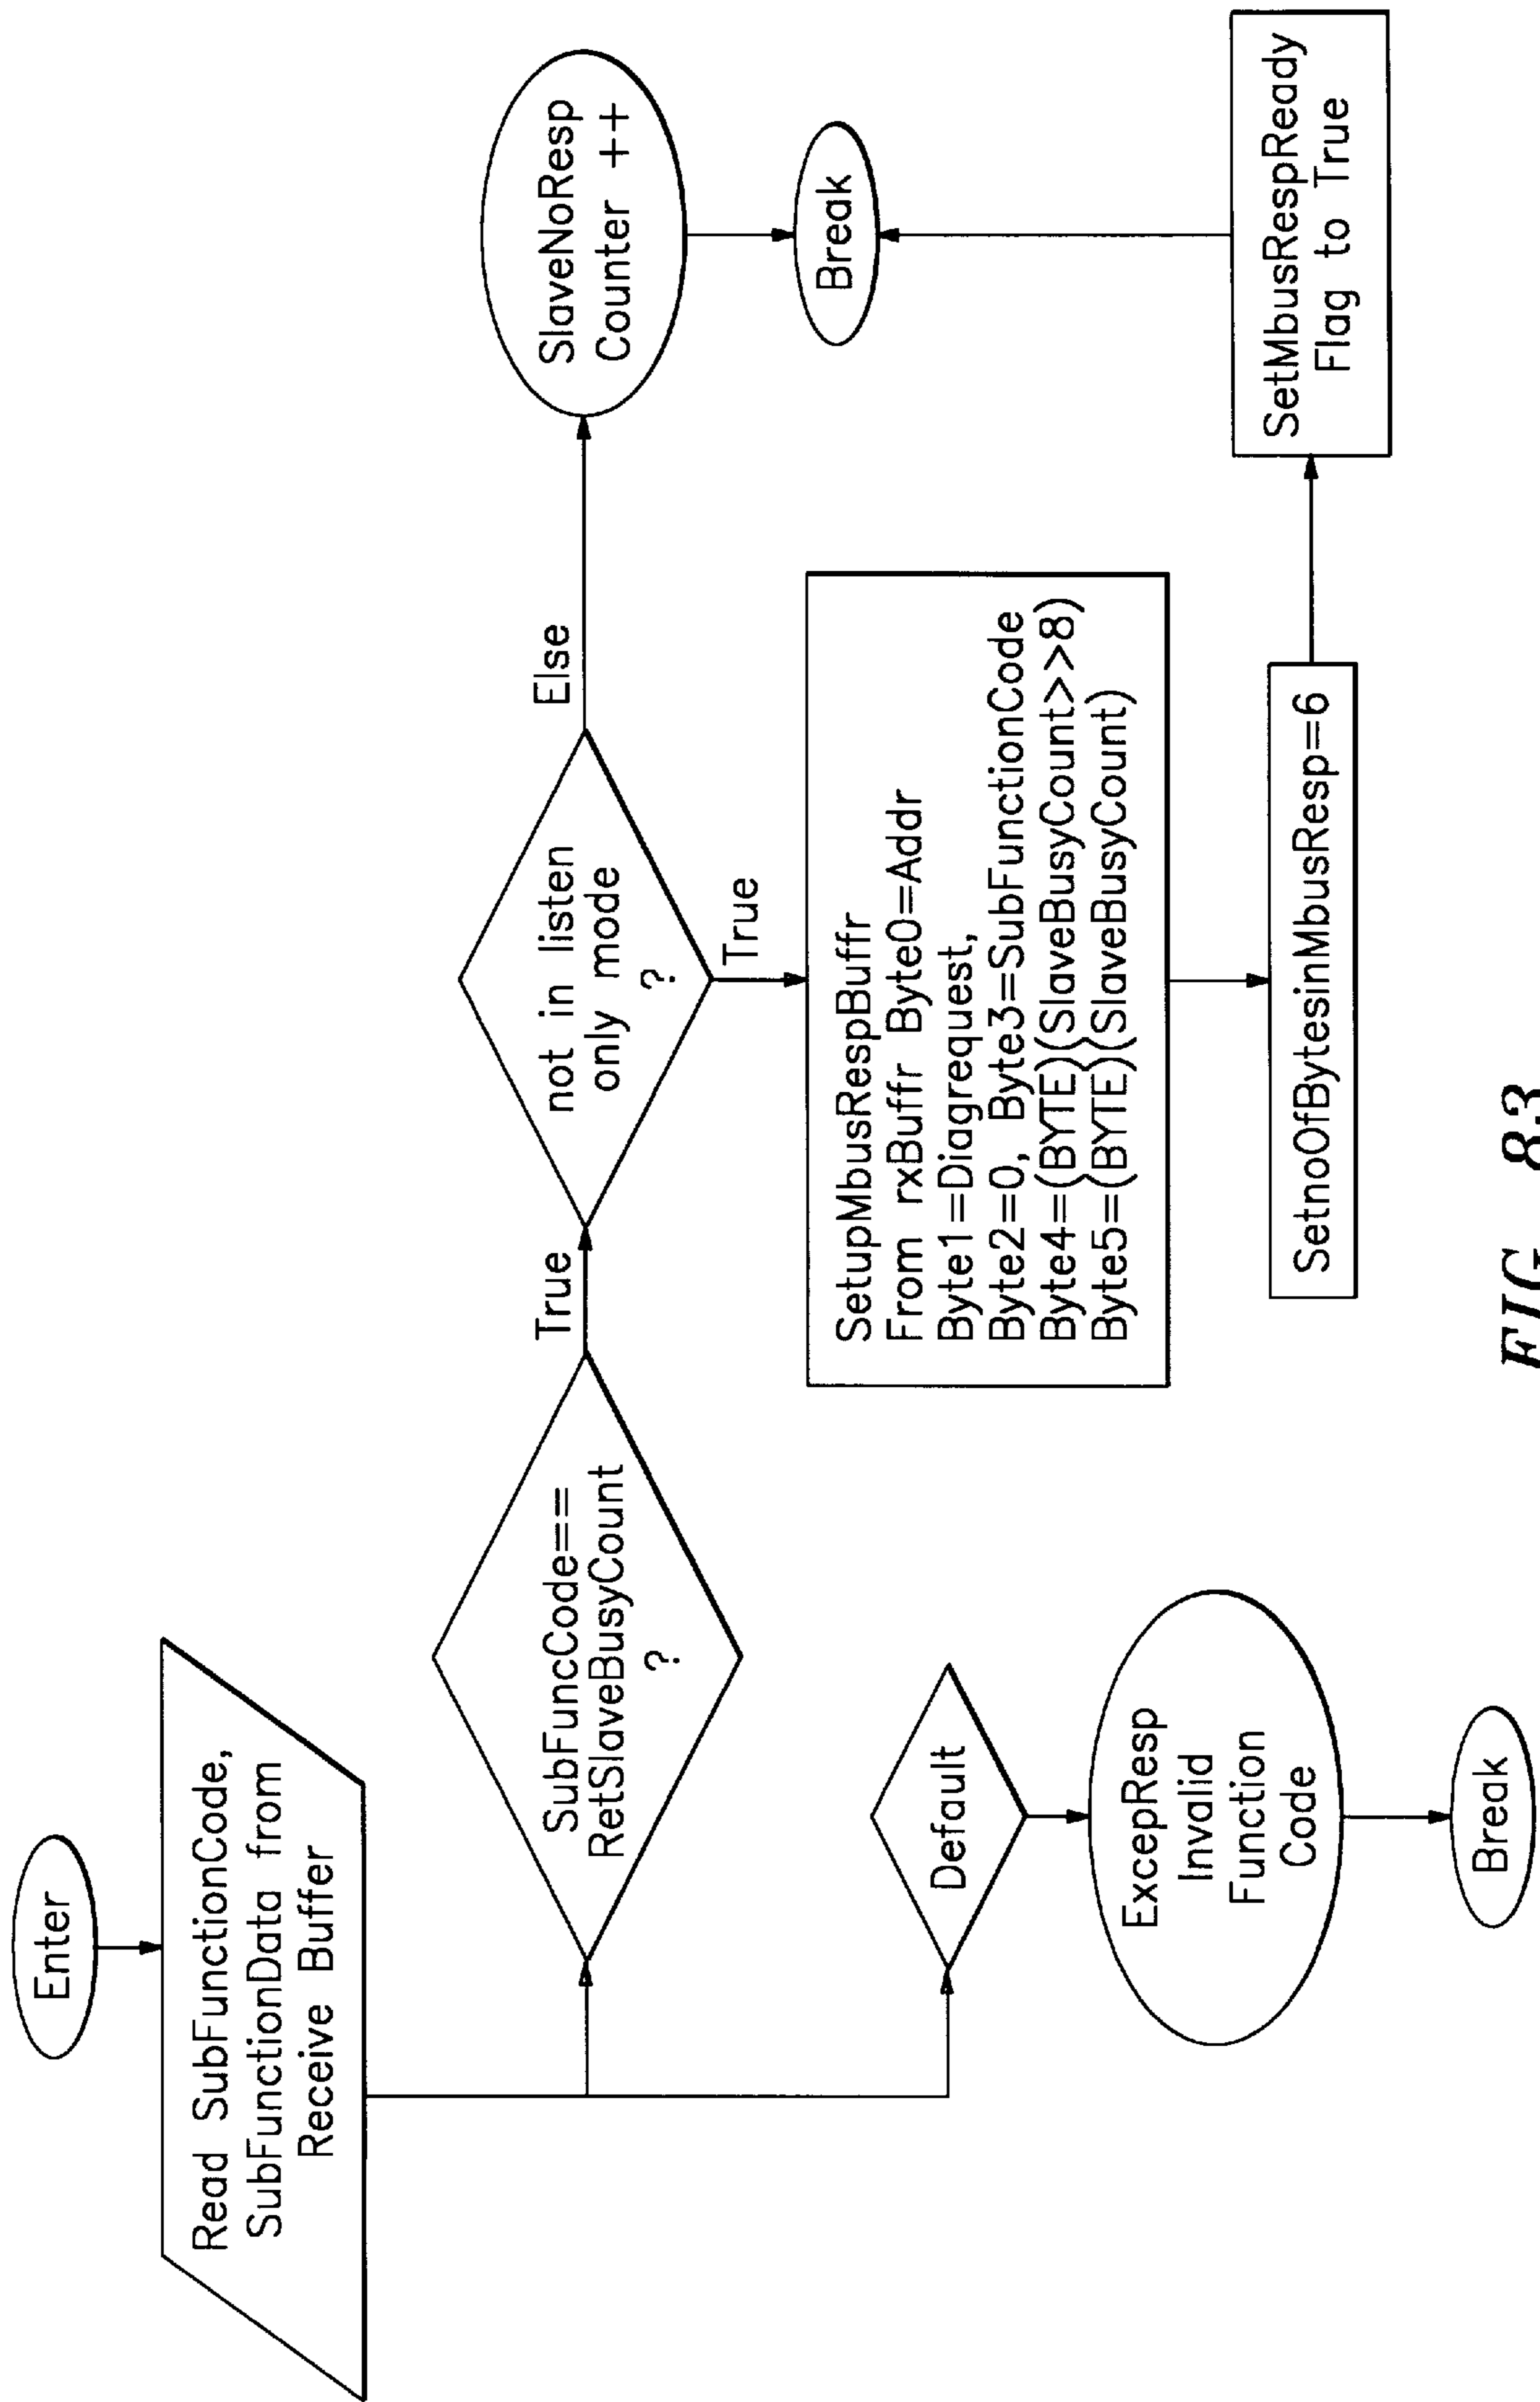 Enter
Read SubFunctionCode,
SubFunctionData from
Receive Buffer
SubFuncCode==
RetSlaveBusyCount
?
True
not in listen
only mode
?
Else
SlaveNoResp
Counter ++
Break
True
SetupMbusRespBuffr
From rxBuffr Byte0=Addr
Byte1=Diagrequest,
Byte2=0, Byte3=SubFunctionCode
Byte4=(BYTE)(SlaveBusyCount>>8)
Byte5=(BYTE)(SlaveBusyCount)
SetnoOfBytesinMbusResp=6
SetMbusRespReady
Flag to True
Default
ExcepResp
Invalid
Function
Code
Break
FIG. 8.3